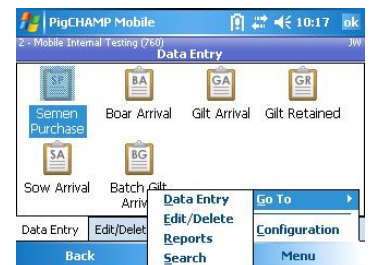 PigCHAMP Mobile 10:17 ok
2 - Mobile Internal Testing (760) JW
Data Entry
SP BA GA GR
Semen Purchase Boar Arrival Gilt Arrival Gilt Retained
SA BG
Sow Arrival Batch Gilt
Arriv
Data Entry
Edit/Delete
Reports
Search
Go To
Configuration
Data Entry Edit/Delet
Back Menu